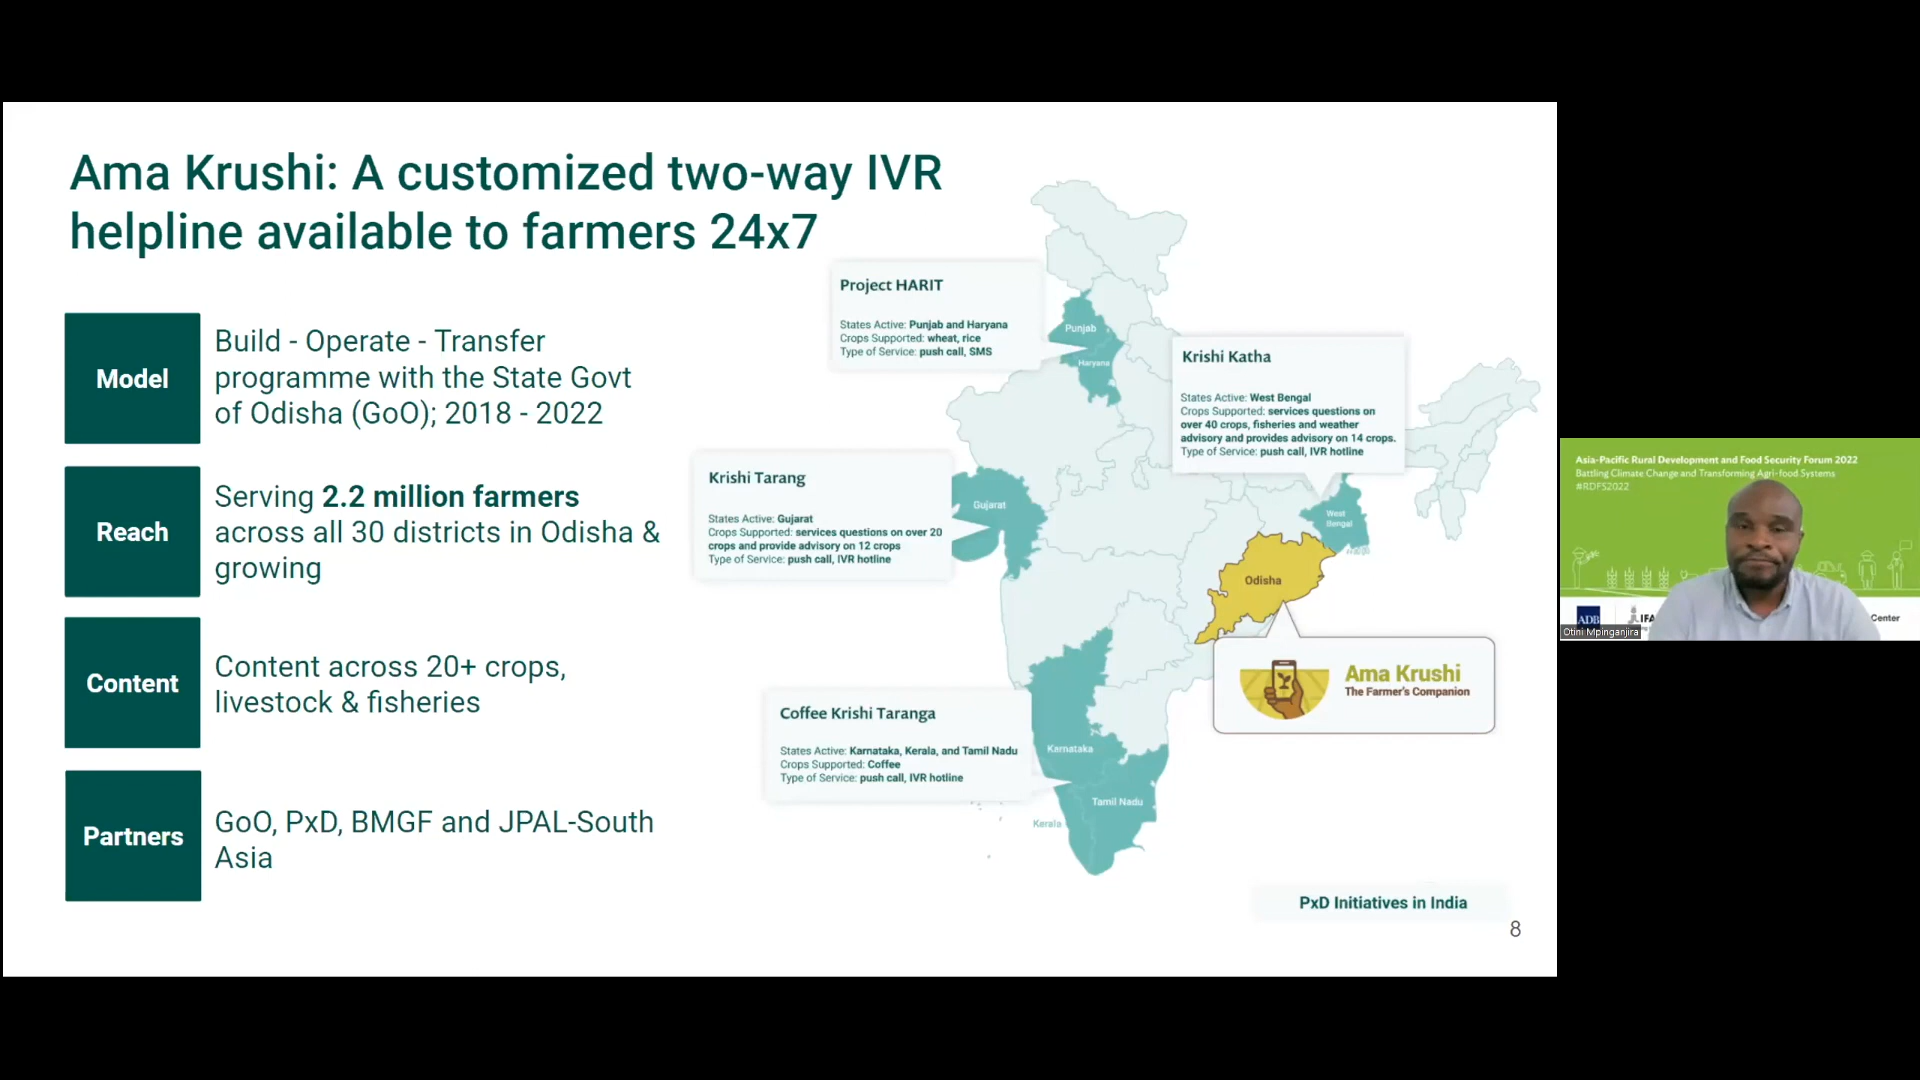 Ama Krushi: A customized two-way IVR
helpline available to farmers 24x7
Model
Build - Operate - Transfer
programme with the State Govt
of Odisha (GoO); 2018 - 2022
Reach
Serving 2.2 million farmers
across all 30 districts in Odisha &
growing
Content
Content across 20+ crops,
livestock & fisheries
Partners
GoO, PxD, BMGF and JPAL-South
Asia
Project HARIT
States Active: Punjab and Haryana
Crops Supported: wheat, rice
Type of Service: push call, SMS
Punjab
Haryana
Krishi Katha
States Active: West Bengal
Crops Supported: services questions on
over 40 crops, fisheries and weather
advisory and provides advisory on 14 crops.
Type of Service: push call, IVR hotline
Krishi Tarang
States Active: Gujarat
Crops Supported: services questions on over 20
crops and provide advisory on 12 crops
Type of Service: push call, IVR hotline
Gujarat
West
Bengal
Odisha
Ama Krushi
The Farmer's Companion
Coffee Krishi Taranga
States Active: Karnataka, Kerala, and Tamil Nadu
Crops Supported: Coffee
Type of Service: push call, IVR hotline
Karnataka
Tamil Nadu
Kerala
PxD Initiatives in India
8
Asia-Pacific Rural Development and Food Security Forum 2022
Battling Climate Change and Transforming Agri-food Systems
#RDFS2022
ADB
IFA
Center
Otini Mpinganjira